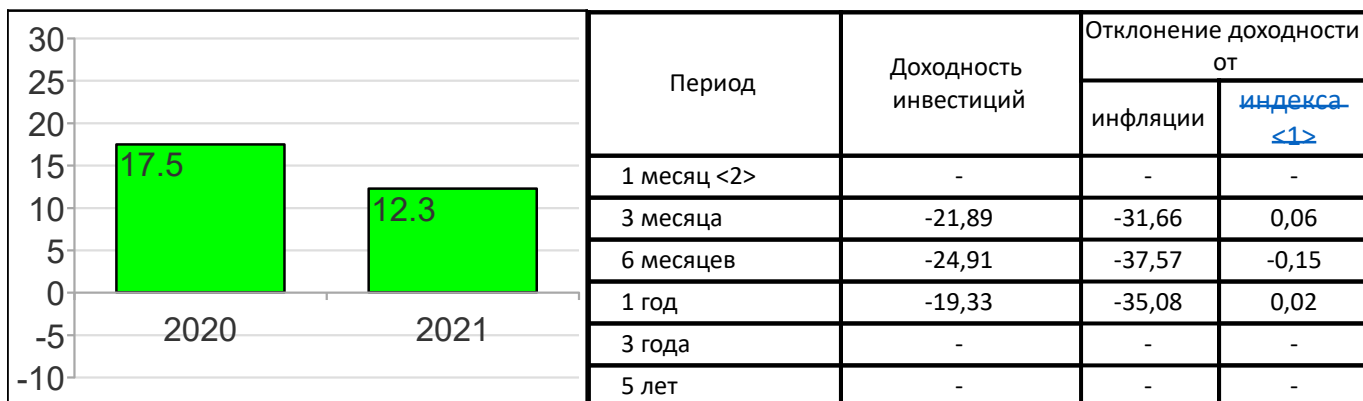 30
25
20
15
10
5
0
-5
-10
17.5
12.3
2020
2021
Период
Доходность
инвестиций
Отклонение доходности
от
инфляции
индекса
<1>
1 месяц <2> - - -
3 месяца -21,89 -31,66 0,06
6 месяцев -24,91 -37,57 -0,15
1 год -19,33 -35,08 0,02
3 года - - -
5 лет - - -